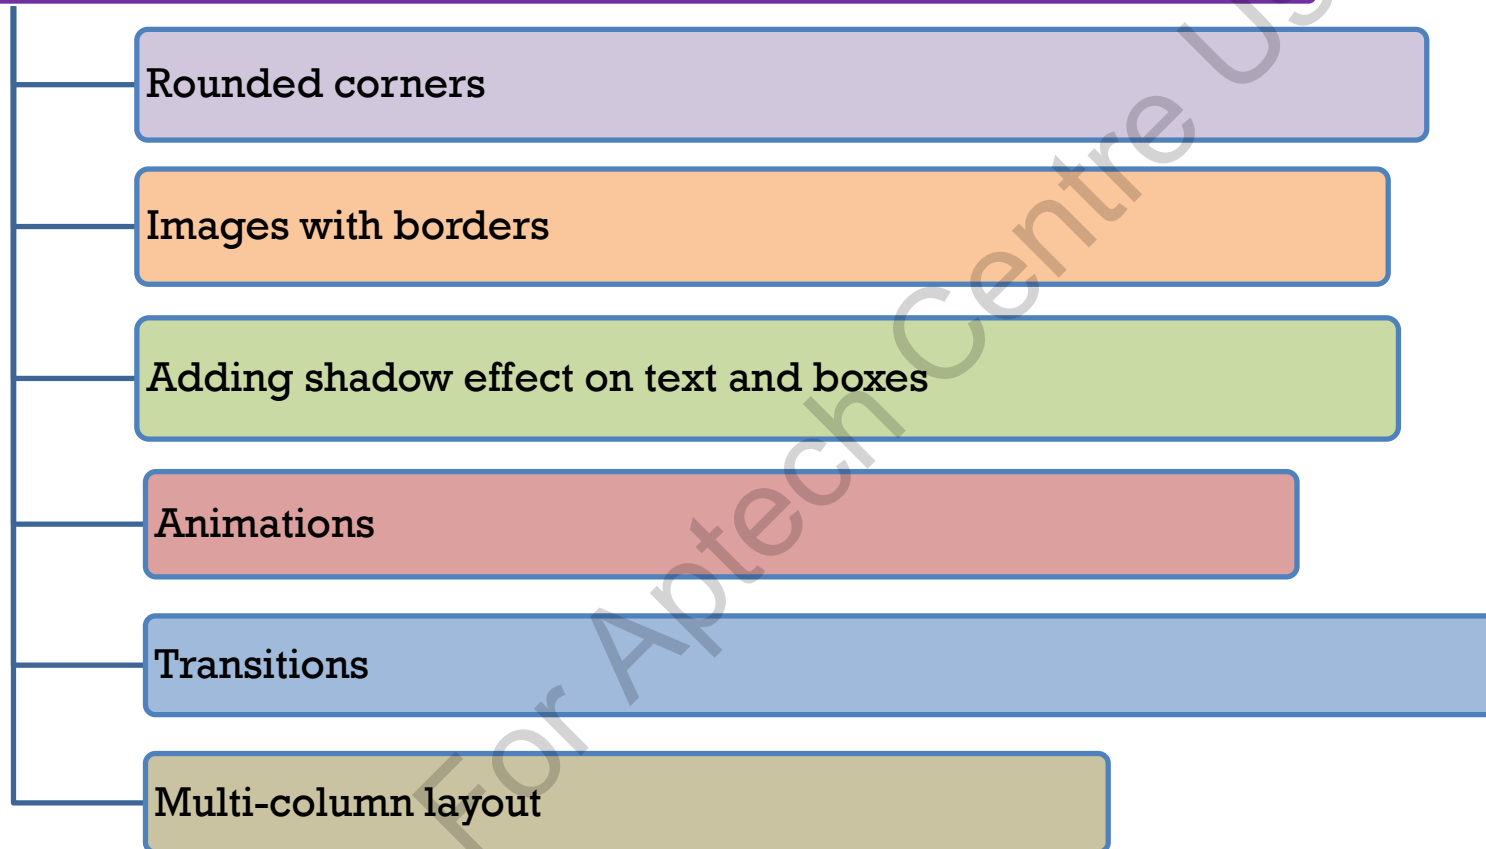 Rounded corners
Images with borders
Adding shadow effect on text and boxes
Animations
Transitions
Multi-column layout
For Aptech Centre Us